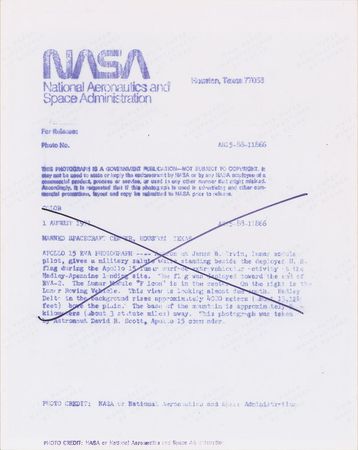 NASA
National Aeronautics and
Space Administration
Houston, Texas 77058
For Release:
Photo No. AS15-88-11866
THIS PHOTOGRAPH IS A GOVERNMENT PUBLICATION—NOT SUBJECT TO COPYRIGHT. It
may not be used to state or imply the endorsement by NASA or by any NASA employee of a
commercial product, process or service, or used in any other manner that might mislead.
Accordingly, it is requested that if this photograph is used in advertising and other com-
mercial promotion, layout and copy be submitted to NASA prior to release.
COLOR AS15-88-11866
1 AUGUST
MANNED SPACECRAFT CENTER, HOUSTON, TEXAS
APOLLO 15 EVA PHOTOGRAPH --- James B. Irwin, lunar module
pilot, gives a military salute while standing beside the deployed U. S.
flag during the Apollo 15 lunar surface extravehicular activity at the
Hadley-Apennine landing site. The flag was deployed toward the end of
EVA-2. The Lunar Module "Falcon" is in the center. On the right is the
Lunar Roving Vehicle. This view is looking almost due south. Hadley
Delta in the background rises approximately 4000 meters (about 13,124
feet) above the plain. The base of the mountain is approximately
kilometers (about 3 statute miles) away. This photograph was taken
by Astronaut David R. Scott, Apollo 15 commander.
PHOTO CREDIT: NASA or National Aeronautics and Space Administration
PHOTO CREDIT: NASA or National Aeronautics and Space Administration